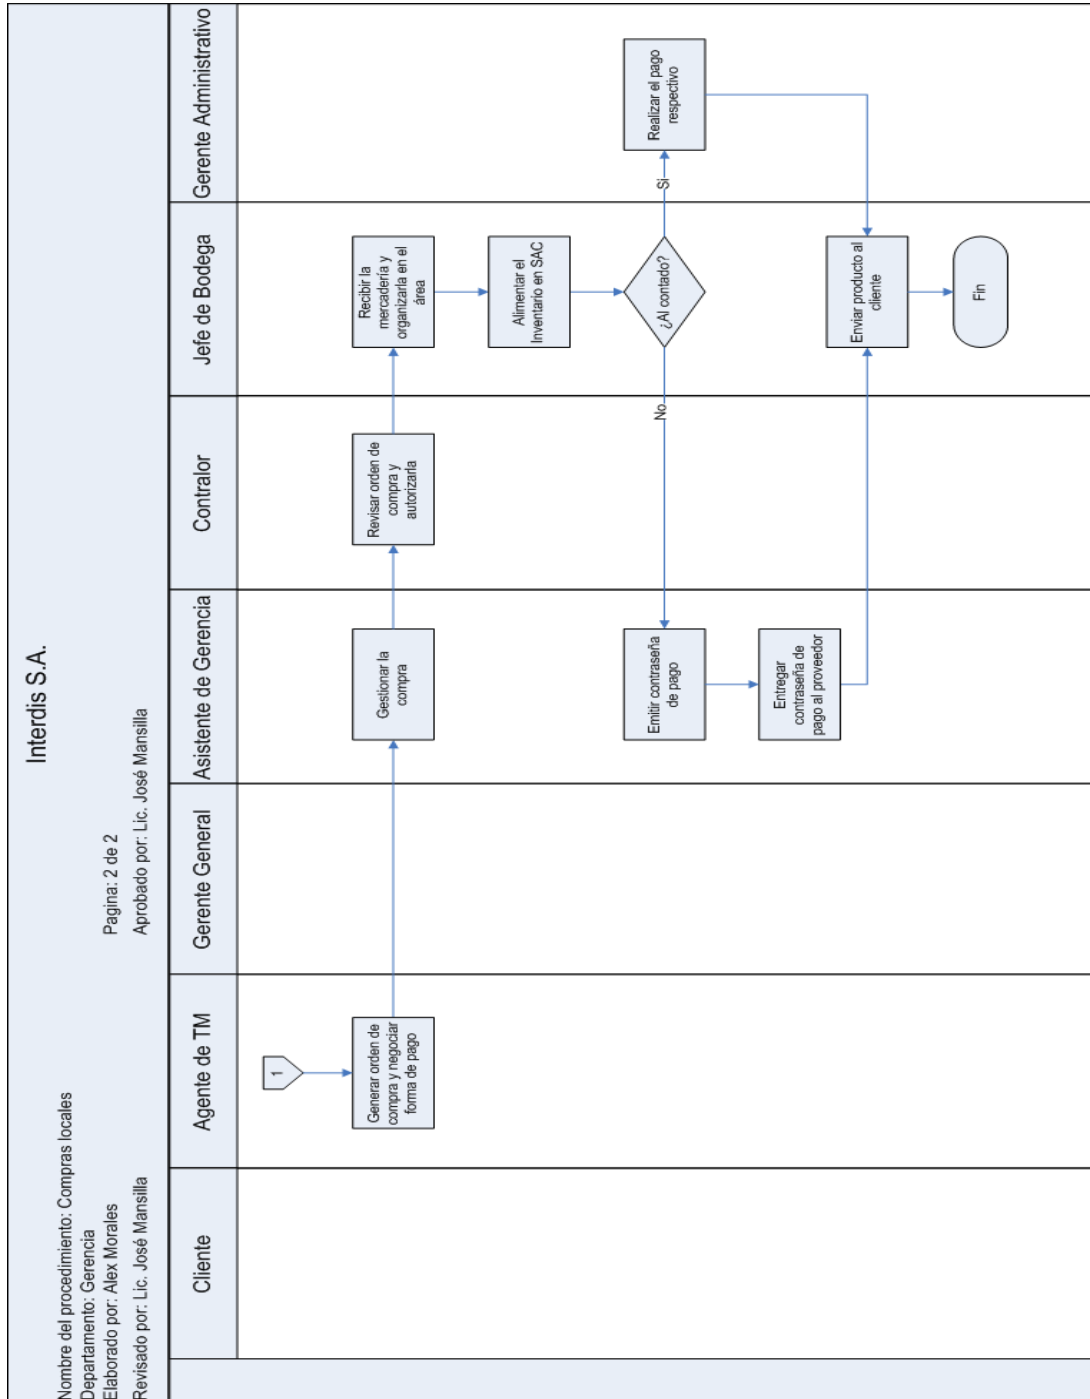 Interdis S.A.
Nombre del procedimiento: Compras locales
Departamento: Gerencia
Pagina: 2 de 2
Elaborado por: Alex Morales
Revisado por: Lic. José Mansilla
Aprobado por: Lic. José Mansilla
Cliente
Agente de TM
Gerente General
Asistente de Gerencia
Contralor
Jefe de Bodega
Gerente Administrativo
1
Generar orden de
compra y negociar
forma de pago
Gestionar la
compra
Revisar orden de
compra y
autorizarla
Recibir la
mercadería y
organizarla en el
área
Alimentar el
Inventario en SAC
¿Al contado?
Si
Realizar el pago
respectivo
No
Emitir contraseña
de pago
Entregar
contraseña de
pago al proveedor
Enviar producto al
cliente
Fin